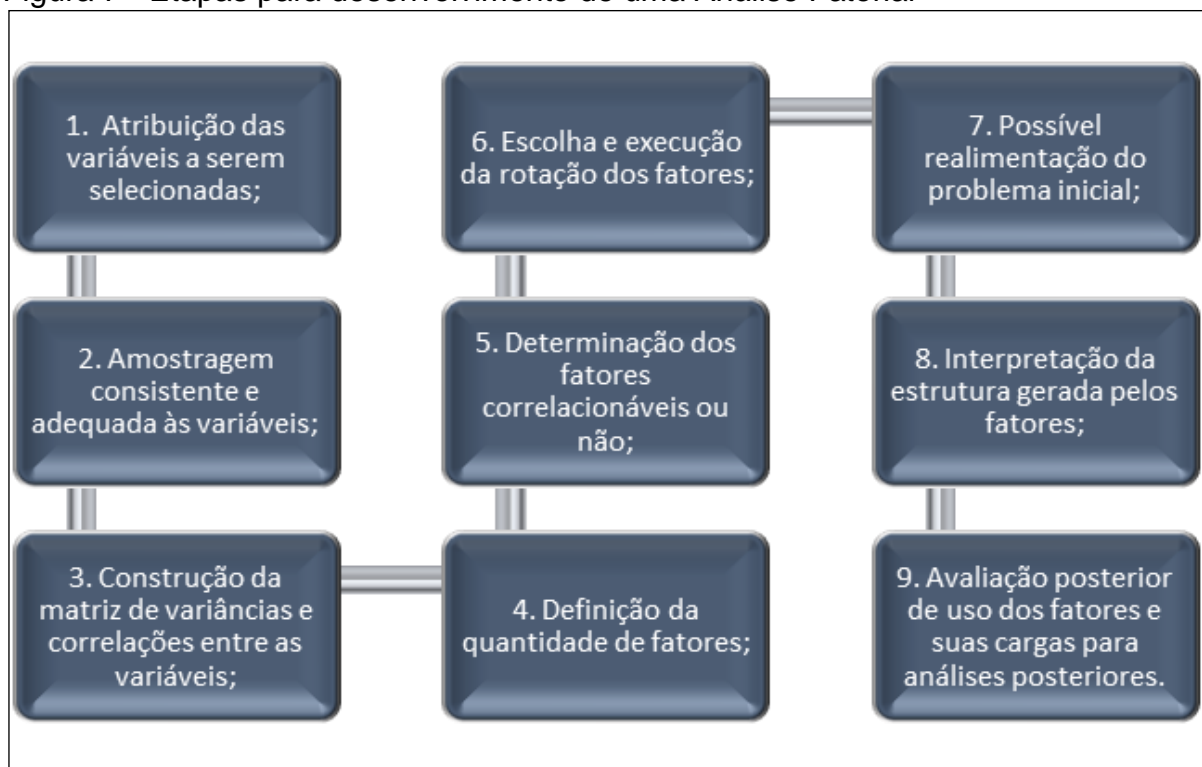 1. Atribuição das
variáveis a serem
selecionadas;
2. Amostragem
consistente e
adequada às variáveis;
3. Construção da
matriz de variâncias e
correlações entre as
variáveis;
4. Definição da
quantidade de fatores;
5. Determinação dos
fatores
correlacionáveis ou
não;
6. Escolha e execução
da rotação dos fatores;
7. Possível
realimentação do
problema inicial;
8. Interpretação da
estrutura gerada pelos
fatores;
9. Avaliação posterior
de uso dos fatores e
suas cargas para
análises posteriores.